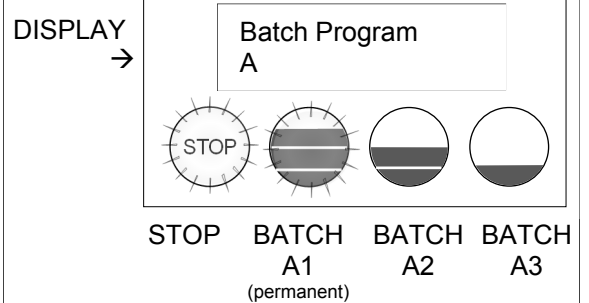 DISPLAY
→
Batch Program
A
STOP
STOP BATCH BATCH BATCH
A1 A2 A3
(permanent)